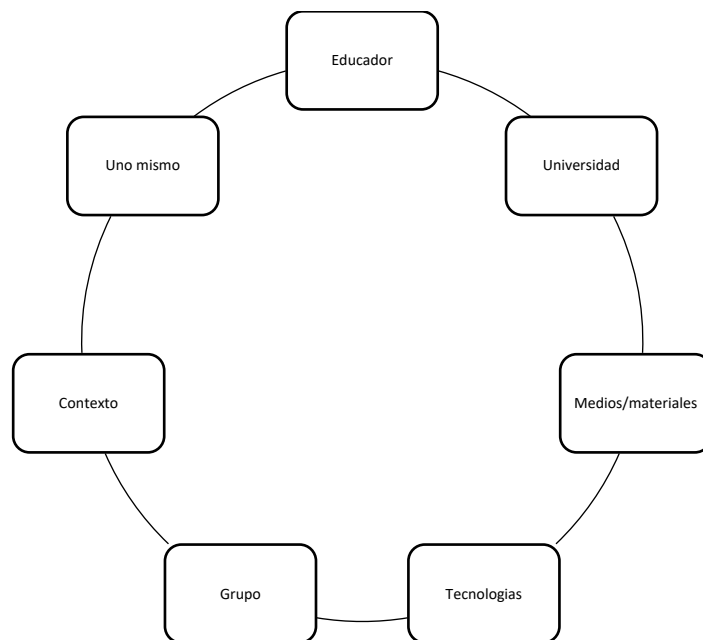 Educador
Universidad
Medios/materiales
Tecnologias
Grupo
Contexto
Uno mismo